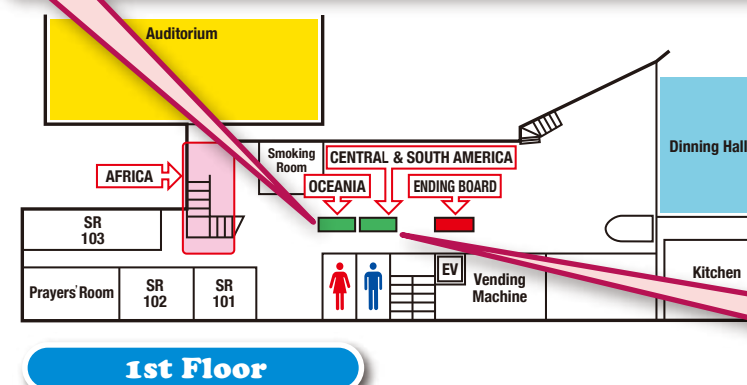 Auditorium
Dinning Hall
Smoking
Room
CENTRAL & SOUTH AMERICA
AFRICA
OCEANIA
ENDING BOARD
SR
103
Prayers' Room
SR
102
SR
101
EV
Vending
Machine
Kitchen
1st Floor